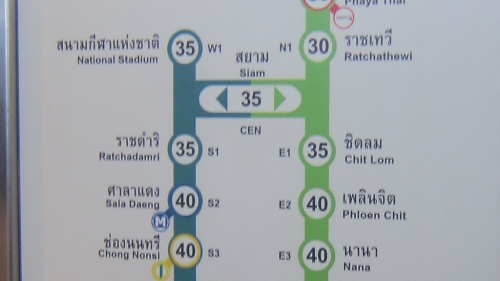 Phaya Thai
สนามกีฬาแห่งชาติ
National Stadium
35
W1
สยาม
Siam
N1
30
ราชเทวี
Ratchathewi
35
CEN
ราชดำริ
Ratchadamri
35
S1
E1
35
ชิดลม
Chit Lom
ศาลาแดง
Sala Daeng
40
S2
M
E2
40
เพลินจิต
Phloen Chit
ช่องนนทรี
Chong Nonsi
40
S3
E3
40
นานา
Nana